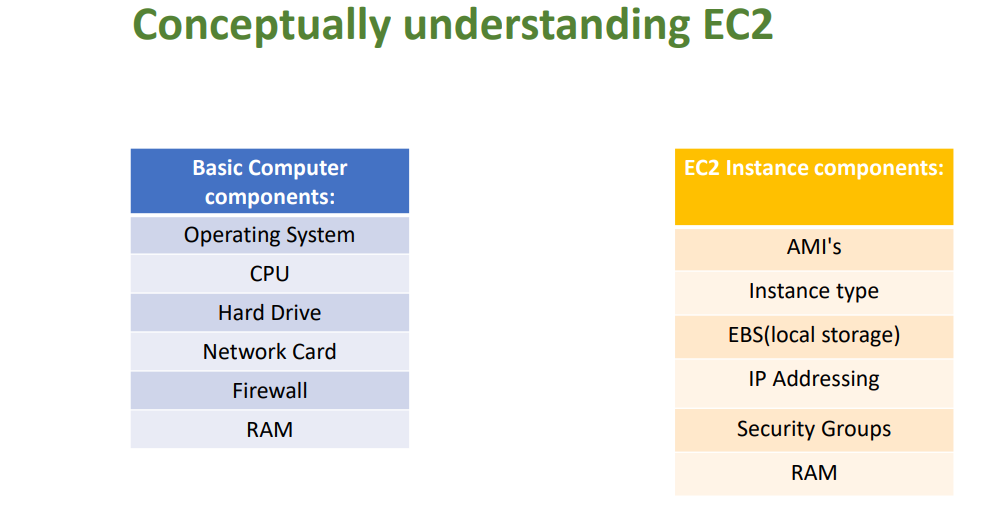 Conceptually understanding EC2
Basic Computer
components:
Operating System
CPU
Hard Drive
Network Card
Firewall
RAM
EC2 Instance components:
AMI's
Instance type
EBS(local storage)
IP Addressing
Security Groups
RAM